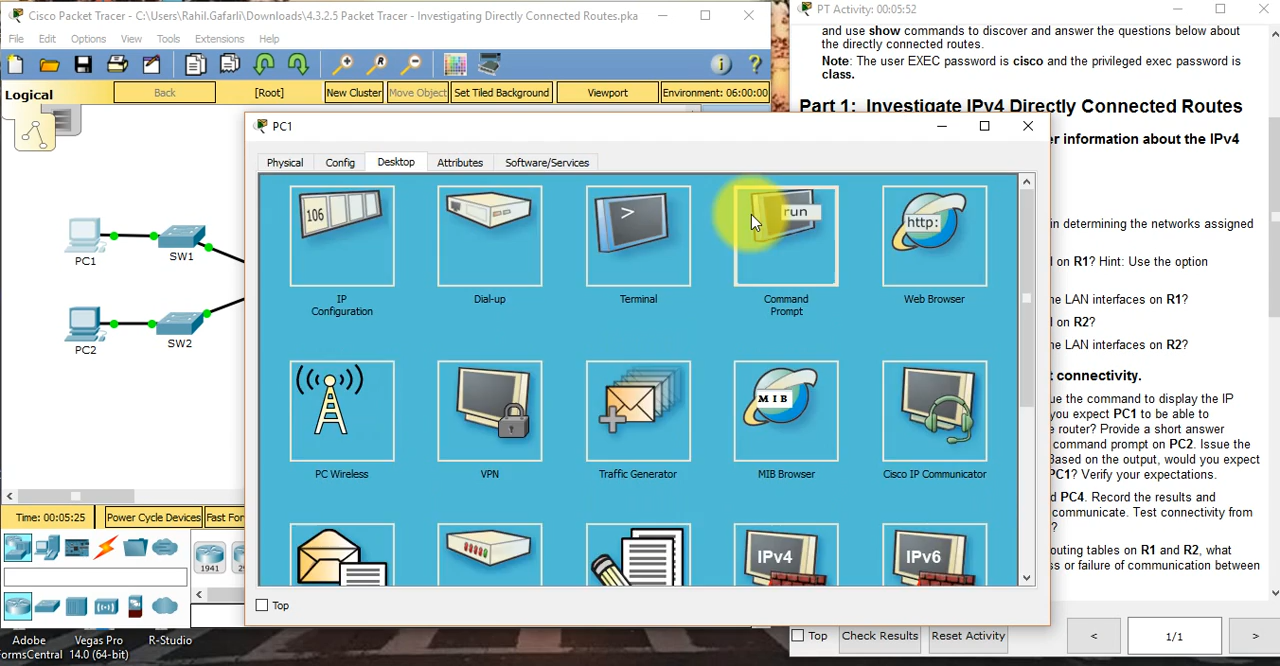 Cisco Packet Tracer - C:\Users\Rahil.Gafarli\Downloads\4.3.2.5 Packet Tracer - Investigating Directly Connected Routes.pka
File Edit Options View Tools Extensions Help
Logical Back [Root] New Cluster Move Object Set Tiled Background Viewport Environment: 06:00:00
PC1
SW1
PC2
SW2
PC1
Physical Config Desktop Attributes Software/Services
106
>
run
http:
IP
Configuration
Dial-up
Terminal
Command
Prompt
Web Browser
MIB
PC Wireless
VPN
Traffic Generator
MIB Browser
Cisco IP Communicator
IPv4
IPv6
Top
Time: 00:05:25 Power Cycle Devices Fast For
1941
Adobe
FormsCentral
Vegas Pro
14.0 (64-bit)
R-Studio
PT Activity: 00:05:52
and use show commands to discover and answer the questions below about
the directly connected routes.
Note: The user EXEC password is cisco and the privileged exec password is
class.
Part 1: Investigate IPv4 Directly Connected Routes
er information about the IPv4
in determining the networks assigned
on R1? Hint: Use the option
he LAN interfaces on R1?
on R2?
he LAN interfaces on R2?
t connectivity.
ue the command to display the IP
you expect PC1 to be able to
e router? Provide a short answer
command prompt on PC2. Issue the
Based on the output, would you expect
PC1? Verify your expectations.
d PC4. Record the results and
communicate. Test connectivity from
?
outing tables on R1 and R2, what
ss or failure of communication between
Top Check Results Reset Activity < 1/1 >